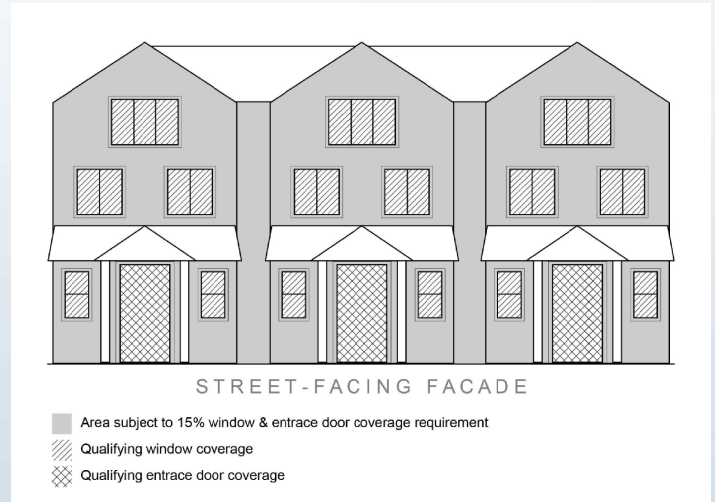 STREET-FACING FACADE
Area subject to 15% window & entrace door coverage requirement
Qualifying window coverage
Qualifying entrace door coverage